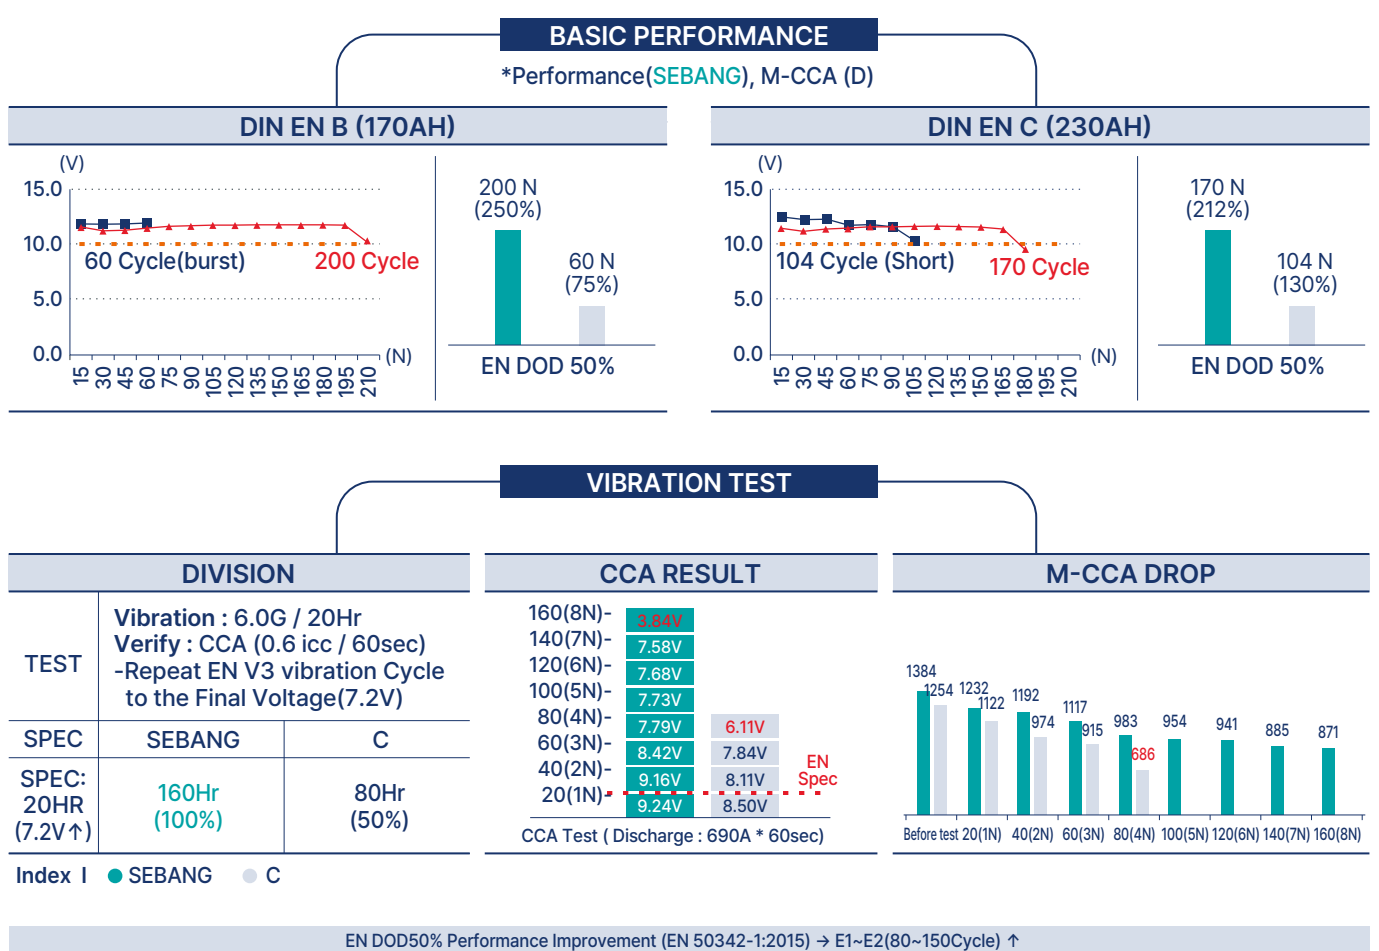 BASIC PERFORMANCE
*Performance(SEBANG), M-CCA (D)
DIN EN B (170AH)
(V)
15.0
10.0
5.0
0.0
60 Cycle(burst)
200 Cycle
15 30 45 60 75 90 105 120 135 150 165 180 195 210
(N)
200 N
(250%)
60 N
(75%)
EN DOD 50%
DIN EN C (230AH)
(V)
15.0
10.0
5.0
0.0
104 Cycle (Short)
170 Cycle
15 30 45 60 75 90 105 120 135 150 165 180 195 210
(N)
170 N
(212%)
104 N
(130%)
EN DOD 50%
VIBRATION TEST
DIVISION
TEST
Vibration : 6.0G / 20Hr
Verify : CCA (0.6 icc / 60sec)
-Repeat EN V3 vibration Cycle
to the Final Voltage(7.2V)
SPEC SEBANG C
SPEC:
20HR
(7.2V↑)
160Hr
(100%)
80Hr
(50%)
CCA RESULT
160(8N)- 3.84V
140(7N)- 7.58V
120(6N)- 7.68V
100(5N)- 7.73V
80(4N)- 7.79V 6.11V
60(3N)- 8.42V 7.84V
40(2N)- 9.16V 8.11V
20(1N)- 9.24V 8.50V
EN
Spec
CCA Test ( Discharge : 690A * 60sec)
M-CCA DROP
1384 1254 1232 1122 1192 974 1117 915 983 686 954 941 885 871
Before test 20(1N) 40(2N) 60(3N) 80(4N) 100(5N) 120(6N) 140(7N) 160(8N)
Index I SEBANG C
EN DOD50% Performance Improvement (EN 50342-1:2015) → E1~E2(80~150Cycle) ↑